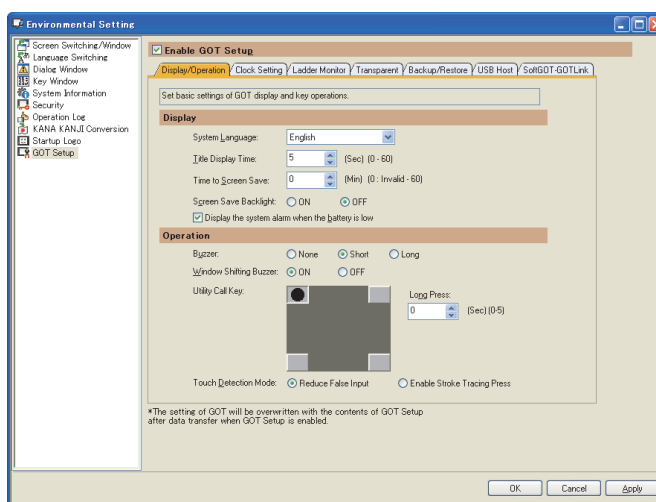 Environmental Setting
Screen Switching/Window
Language Switching
Dialog Window
Key Window
System Information
Security
Operation Log
KANA KANJI Conversion
Startup Logo
GOT Setup
Enable GOT Setup
Display/Operation Clock Setting Ladder Monitor Transparent Backup/Restore USB Host SoftGOT-GOTLink
Set basic settings of GOT display and key operations.
Display
System Language: English
Title Display Time: 5 (Sec) (0 - 60)
Time to Screen Save: 0 (Min) (0 : Invalid - 60)
Screen Save Backlight: ON OFF
Display the system alarm when the battery is low
Operation
Buzzer: None Short Long
Window Shifting Buzzer: ON OFF
Utility Call Key: Long Press:
0 (Sec) (0-5)
Touch Detection Mode: Reduce False Input Enable Stroke Tracing Press
*The setting of GOT will be overwritten with the contents of GOT Setup
after data transfer when GOT Setup is enabled.
OK Cancel Apply